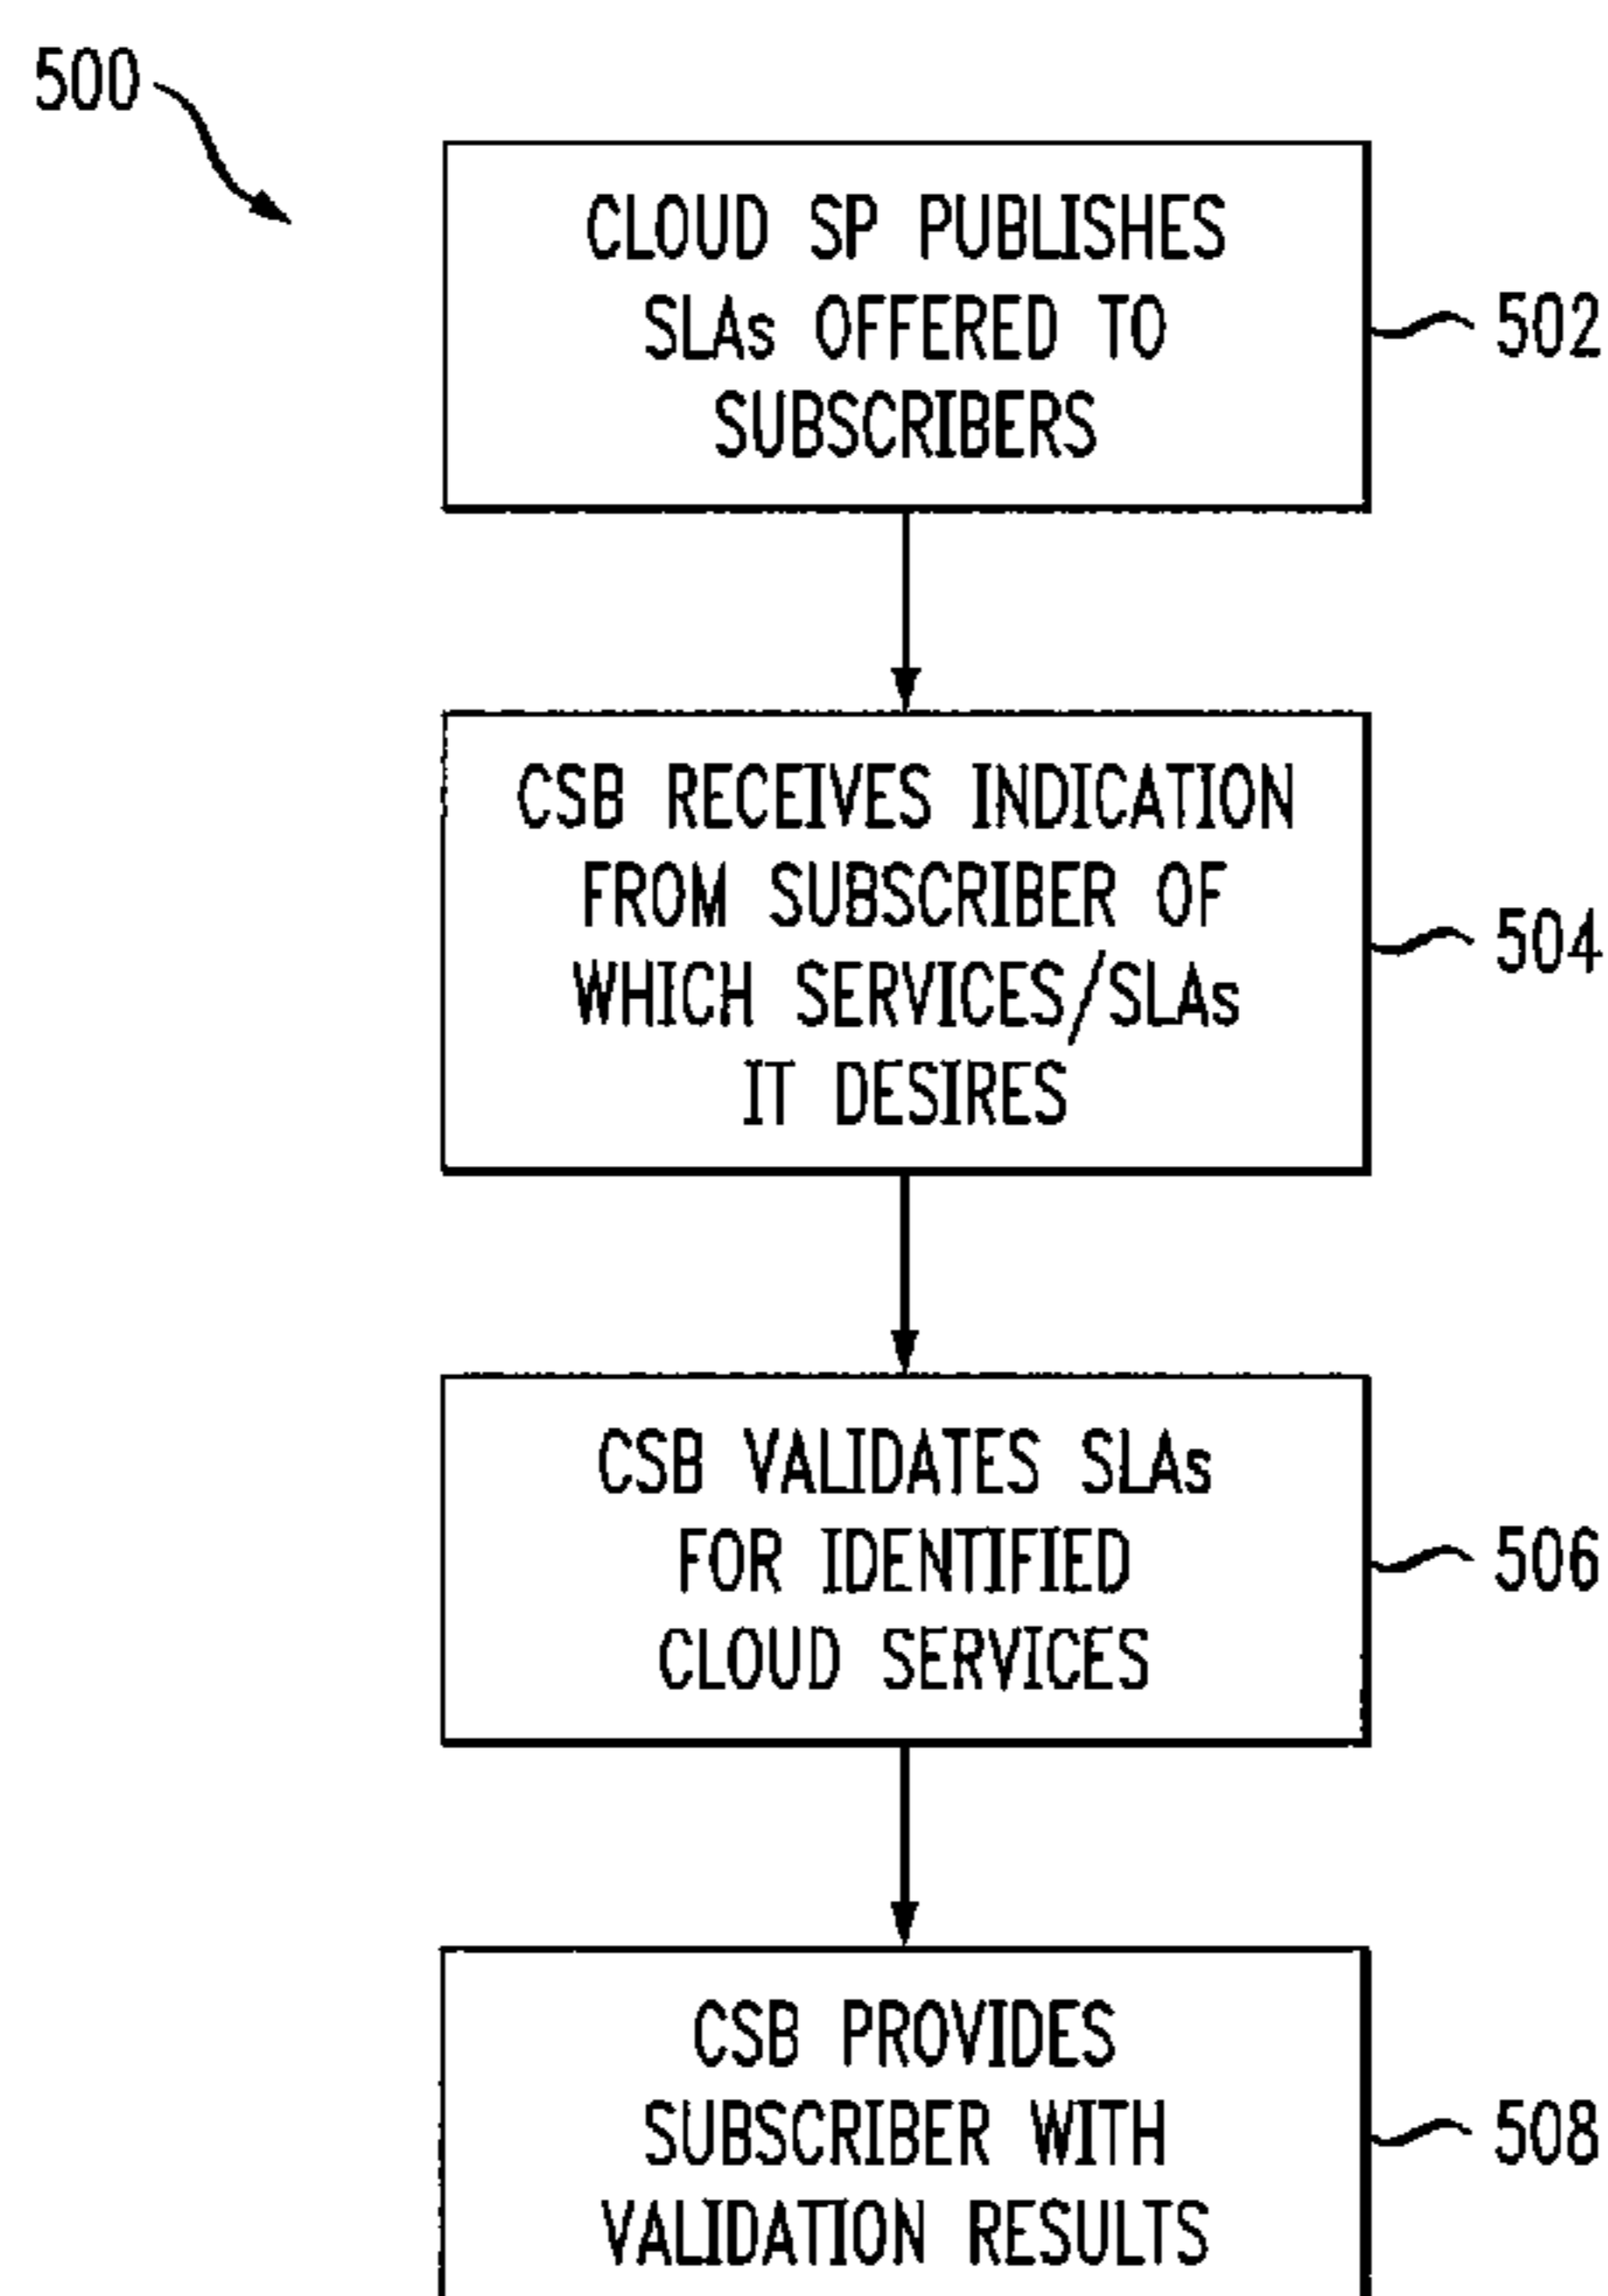 500
CLOUD SP PUBLISHES
SLAs OFFERED TO
SUBSCRIBERS
502
CSB RECEIVES INDICATION
FROM SUBSCRIBER OF
WHICH SERVICES/SLAs
IT DESIRES
504
CSB VALIDATES SLAs
FOR IDENTIFIED
CLOUD SERVICES
506
CSB PROVIDES
SUBSCRIBER WITH
VALIDATION RESULTS
508